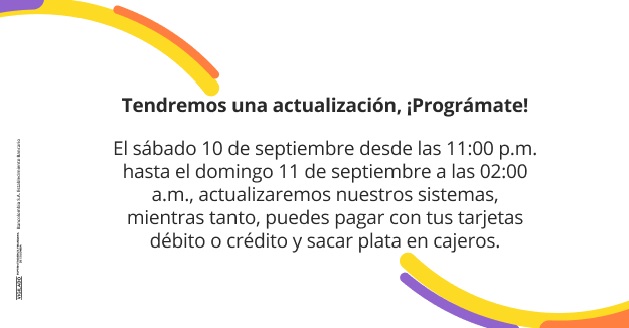 Tendremos una actualización, ¡Prográmate!
El sábado 10 de septiembre desde las 11:00 p.m.
hasta el domingo 11 de septiembre a las 02:00
a.m., actualizaremos nuestros sistemas,
mientras tanto, puedes pagar con tus tarjetas
débito o crédito y sacar plata en cajeros.
Bancolombia S.A. Establecimiento Bancario.
VIGILADO